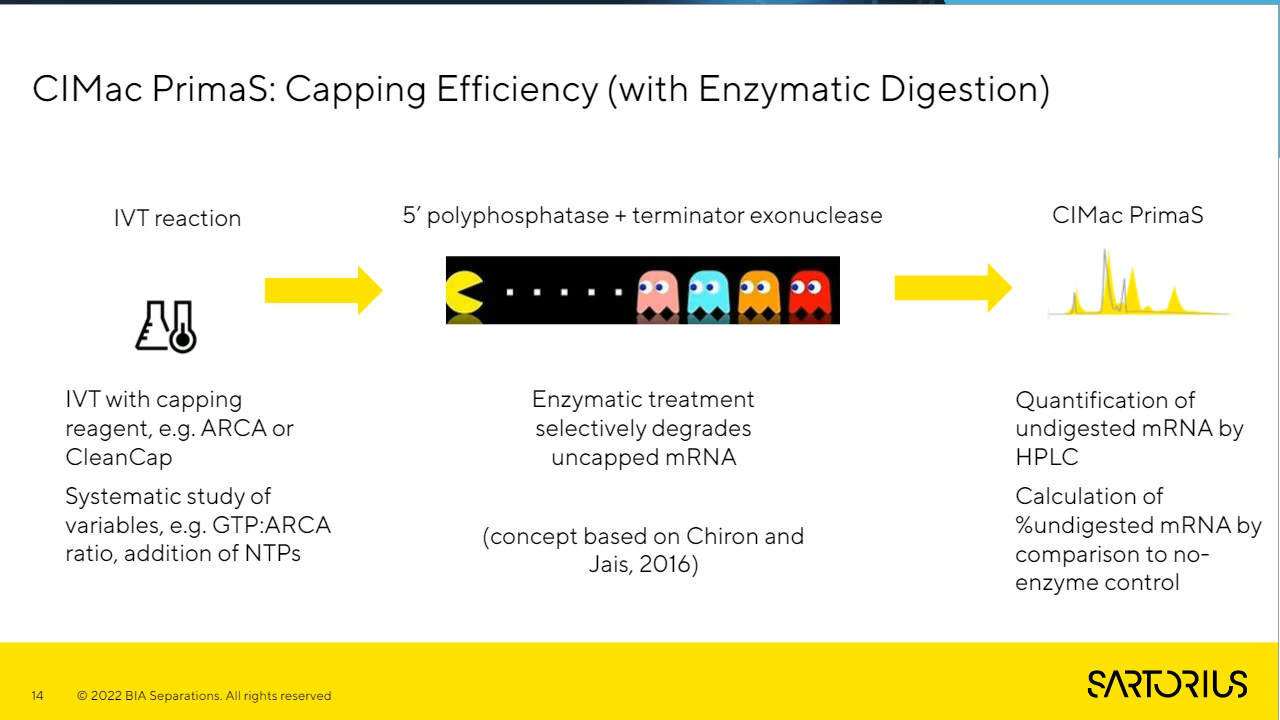 CIMac PrimaS: Capping Efficiency (with Enzymatic Digestion)
IVT reaction
5’ polyphosphatase + terminator exonuclease
CIMac PrimaS
IVT with capping
reagent, e.g. ARCA or
CleanCap
Systematic study of
variables, e.g. GTP:ARCA
ratio, addition of NTPs
Enzymatic treatment
selectively degrades
uncapped mRNA
(concept based on Chiron and
Jais, 2016)
Quantification of
undigested mRNA by
HPLC
Calculation of
%undigested mRNA by
comparison to no-
enzyme control
14
© 2022 BIA Separations. All rights reserved
SARTORIUS